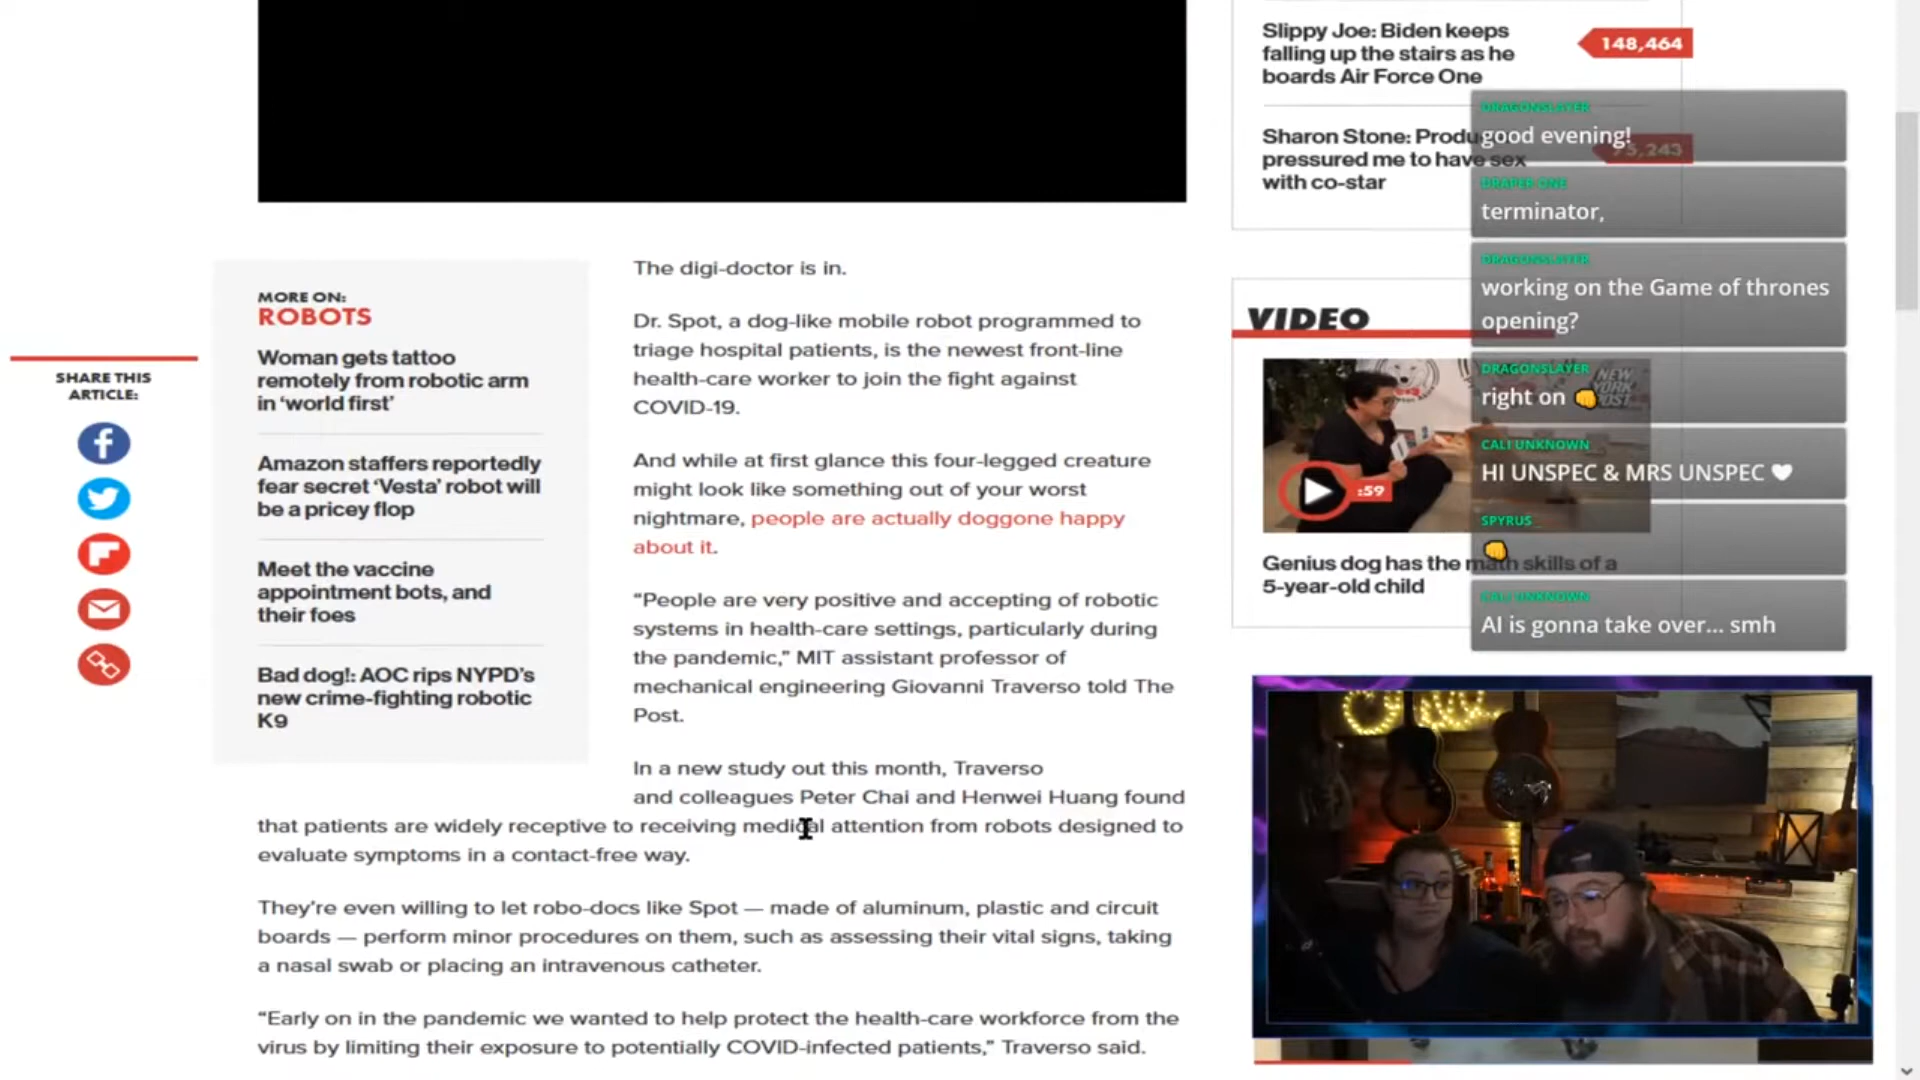 The digi-doctor is in.
Dr. Spot, a dog-like mobile robot programmed to
triage hospital patients, is the newest front-line
health-care worker to join the fight against
COVID-19.
And while at first glance this four-legged creature
might look like something out of your worst
nightmare, people are actually doggone happy
about it.
“People are very positive and accepting of robotic
systems in health-care settings, particularly during
the pandemic,” MIT assistant professor of
mechanical engineering Giovanni Traverso told The
Post.
In a new study out this month, Traverso
and colleagues Peter Chai and Henwei Huang found
that patients are widely receptive to receiving medical attention from robots designed to
evaluate symptoms in a contact-free way.
They’re even willing to let robo-docs like Spot — made of aluminum, plastic and circuit
boards — perform minor procedures on them, such as assessing their vital signs, taking
a nasal swab or placing an intravenous catheter.
“Early on in the pandemic we wanted to help protect the health-care workforce from the
virus by limiting their exposure to potentially COVID-infected patients,” Traverso said.
MORE ON:
ROBOTS
Woman gets tattoo
remotely from robotic arm
in ‘world first’
Amazon staffers reportedly
fear secret ‘Vesta’ robot will
be a pricey flop
Meet the vaccine
appointment bots, and
their foes
Bad dog!: AOC rips NYPD’s
new crime-fighting robotic
K9
SHARE THIS
ARTICLE:
Slippy Joe: Biden keeps
falling up the stairs as he
boards Air Force One
148,464
Sharon Stone:
pressured me to have sex
with co-star
75,243
VIDEO
NEW
YORK
POST
:59
Genius dog has the math skills of a
5-year-old child
DRAGONSLAYER
good evening!
DRAPER ONE
terminator,
DRAGONSLAYER
working on the Game of thrones
opening?
DRAGONSLAYER
right on 👊
CALI UNKNOWN
HI UNSPEC & MRS UNSPEC ❤
SPYRUS
👊
CALI UNKNOWN
AI is gonna take over... smh